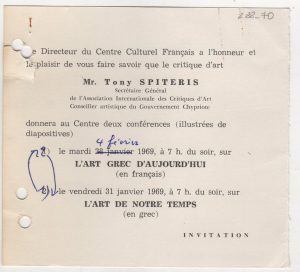 228-70
Le Directeur du Centre Culturel Français a l'honneur et
le plaisir de vous faire savoir que le critique d'art
Mr. Tony SPITERIS
Secrétaire Général
de l'Association Internationale des Critiques d'Art
Conseiller artistique du Gouvernement Chypriote
donnera au Centre deux conférences (illustrées de
diapositives)
4 février
2) le mardi 28 janvier 1969, à 7 h. du soir, sur
L'ART GREC D'AUJOURD'HUI
(en français)
1) le vendredi 31 janvier 1969, à 7 h. du soir, sur
L'ART DE NOTRE TEMPS
(en grec)
INVITATION